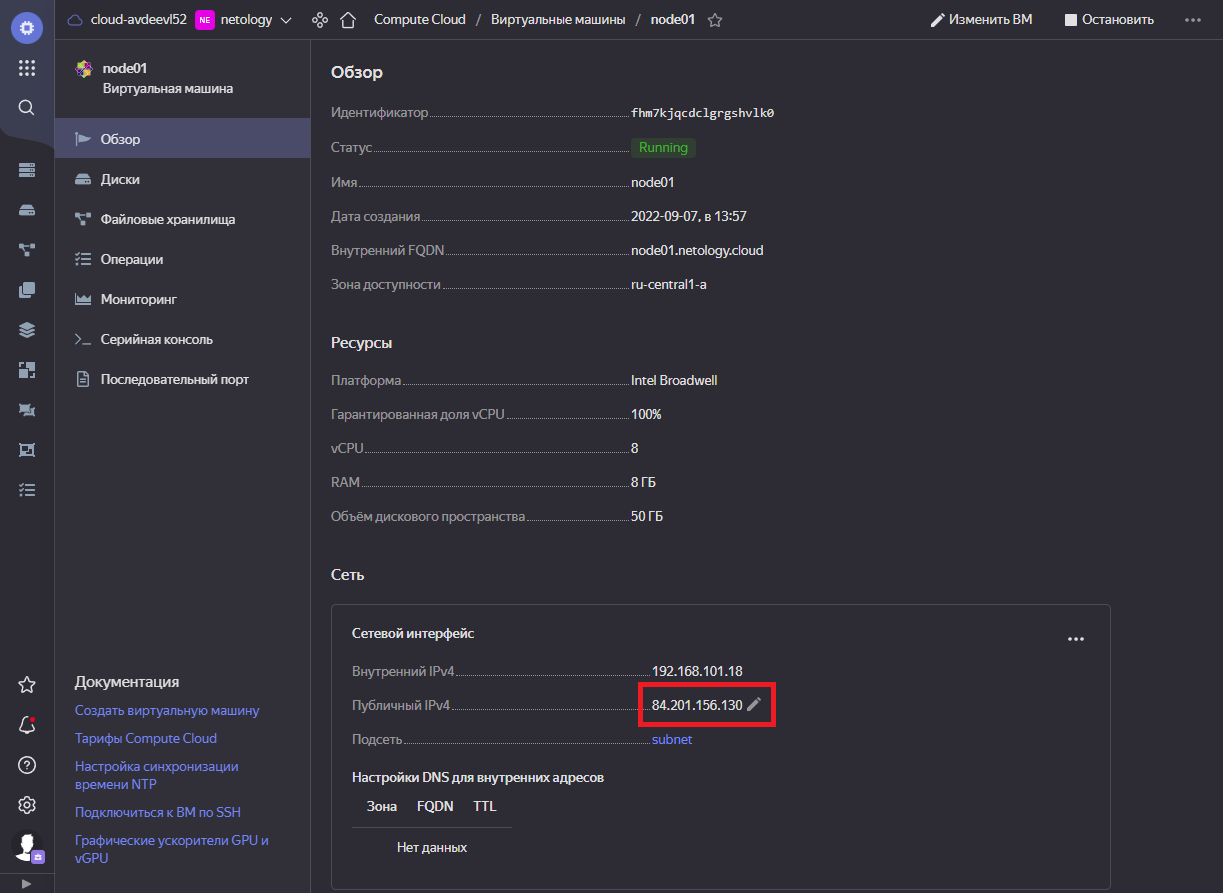 cloud-avdeevl52 NE netology Compute Cloud / Виртуальные машины / node01 Изменить ВМ Остановить
node01
Виртуальная машина
Обзор
Диски
Файловые хранилища
Операции
Мониторинг
Серийная консоль
Последовательный порт
Документация
Создать виртуальную машину
Тарифы Compute Cloud
Настройка синхронизации
времени NTP
Подключиться к ВМ по SSH
Графические ускорители GPU и
vGPU
Обзор
Идентификатор fhm7kjqcdclgrgshvlk0
Статус Running
Имя node01
Дата создания 2022-09-07, в 13:57
Внутренний FQDN node01.netology.cloud
Зона доступности ru-central1-a
Ресурсы
Платформа Intel Broadwell
Гарантированная доля vCPU 100%
vCPU 8
RAM 8 ГБ
Объём дискового пространства 50 ГБ
Сеть
Сетевой интерфейс
Внутренний IPv4 192.168.101.18
Публичный IPv4 84.201.156.130
Подсеть subnet
Настройки DNS для внутренних адресов
Зона FQDN TTL
Нет данных